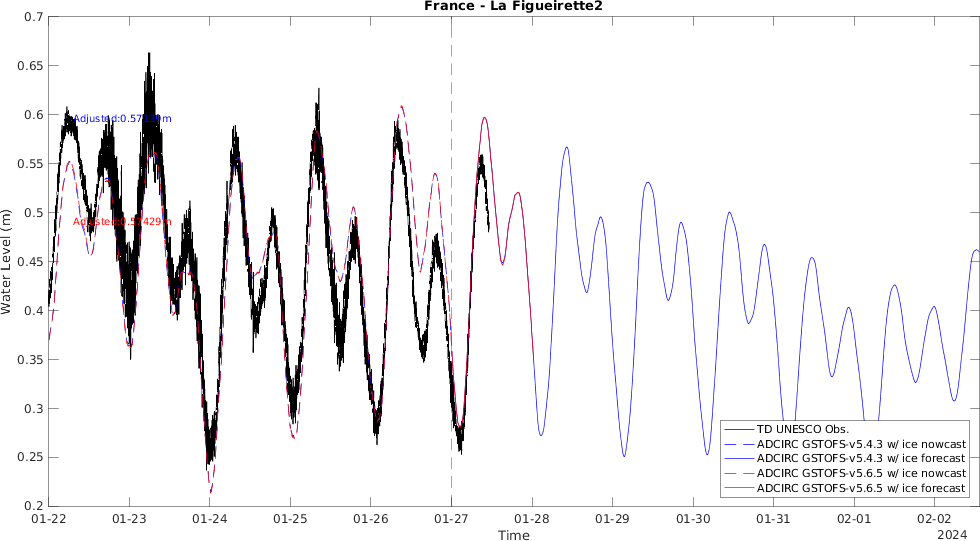 France - La Figueirette2
0.7
0.65
0.6
0.55
0.5
0.45
0.4
0.35
0.3
0.25
0.2
Water Level (m)
Adjusted:0.57429m
TD UNESCO Obs.
ADCIRC GSTOFS-v5.4.3 w/ ice nowcast
ADCIRC GSTOFS-v5.4.3 w/ ice forecast
ADCIRC GSTOFS-v5.6.5 w/ ice nowcast
ADCIRC GSTOFS-v5.6.5 w/ ice forecast
01-22 01-23 01-24 01-25 01-26 01-27 01-28 01-29 01-30 01-31 02-01 02-02
Time
2024